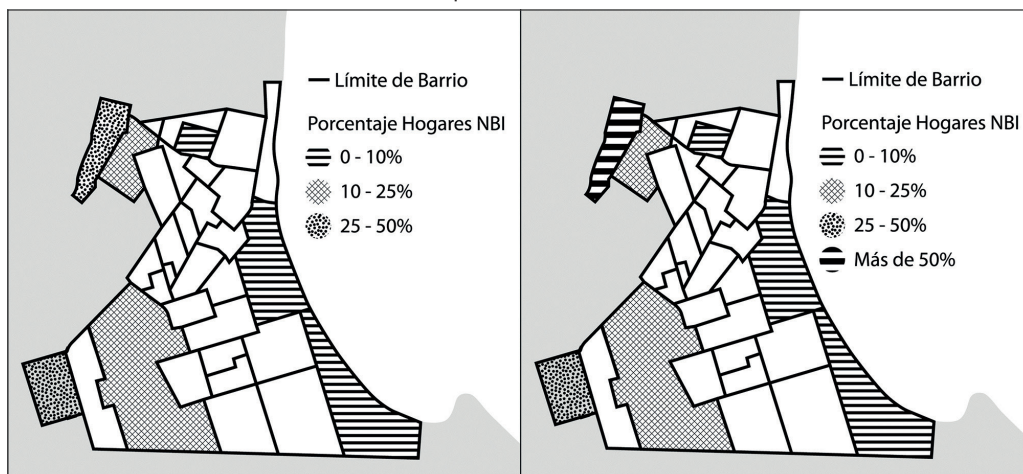 Límite de Barrio
Porcentaje Hogares NBI
0 - 10%
10 - 25%
25 - 50%
Límite de Barrio
Porcentaje Hogares NBI
0 - 10%
10 - 25%
25 - 50%
Más de 50%